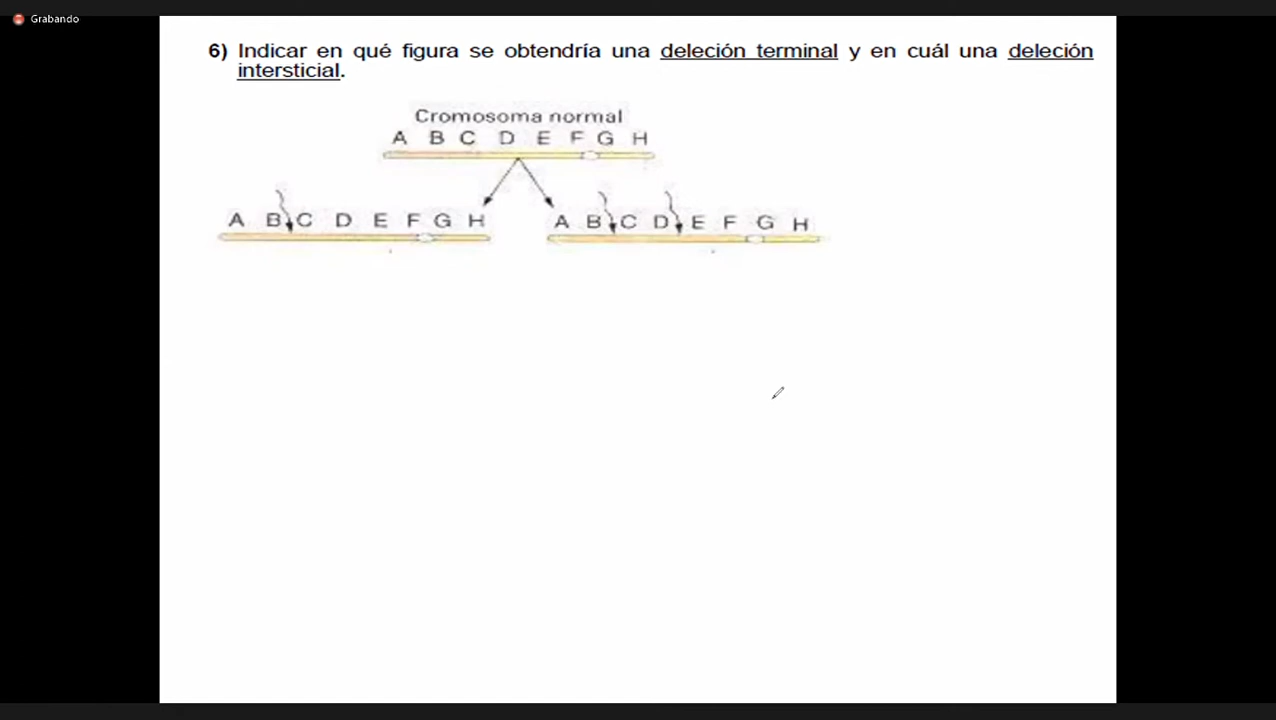 Grabando
6) Indicar en qué figura se obtendría una deleción terminal y en cuál una deleción
intersticial.
Cromosoma normal
A B C D E F G H
A B C D E F G H
A B C D E F G H